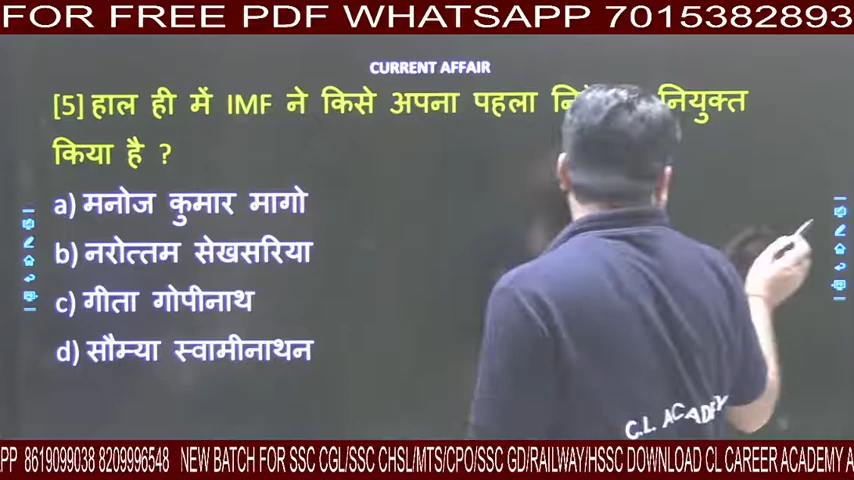 FOR FREE PDF WHATSAPP 7015382893
CURRENT AFFAIR
[5] हाल ही में IMF ने किसे अपना पहला नियुक्त
किया है ?
a) मनोज कुमार मागो
b) नरोत्तम सेखसरिया
c) गीता गोपीनाथ
d) सौम्या स्वामीनाथन
C.L. ACADEMY
PP 8619099038 8209996548 NEW BATCH FOR SSC CGL/SSC CHSL/MTS/CPO/SSC GD/RAILWAY/HSSC DOWNLOAD CL CAREER ACADEMY A